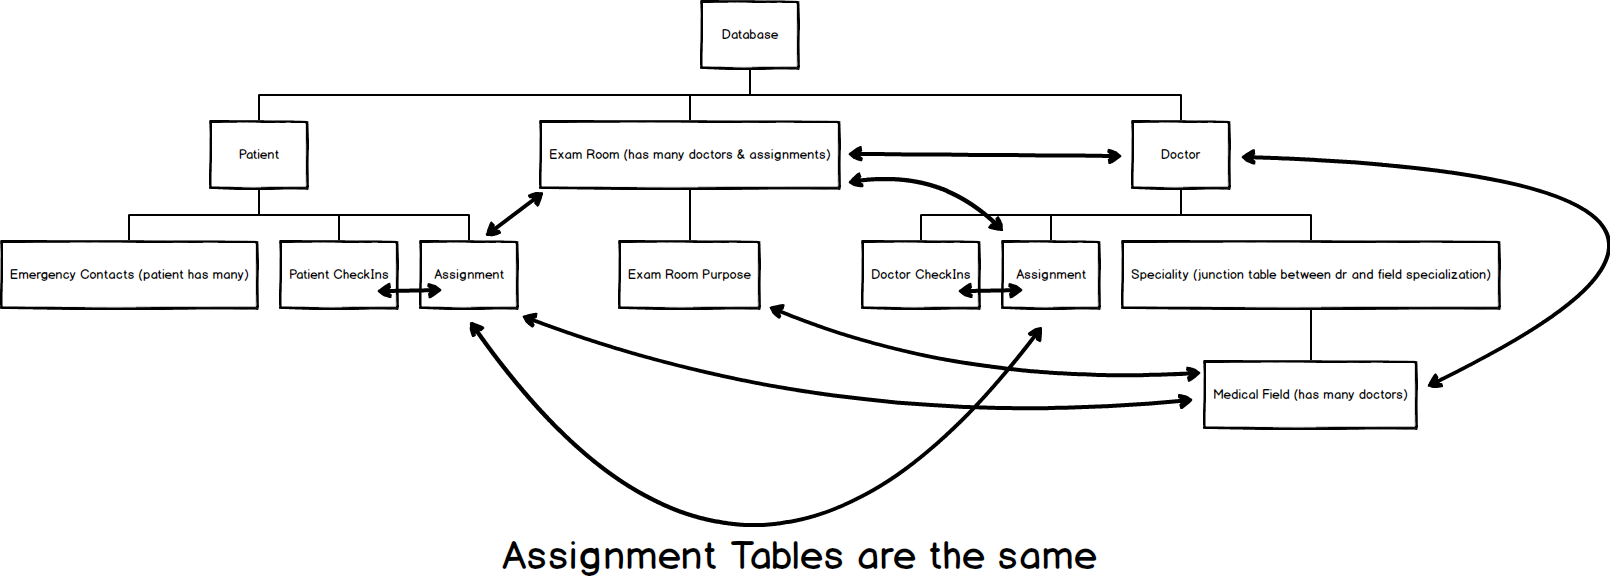 Database
Patient
Exam Room (has many doctors & assignments)
Doctor
Emergency Contacts (patient has many)
Patient CheckIns
Assignment
Exam Room Purpose
Doctor CheckIns
Assignment
Speciality (junction table between dr and field specialization)
Medical Field (has many doctors)
Assignment Tables are the same